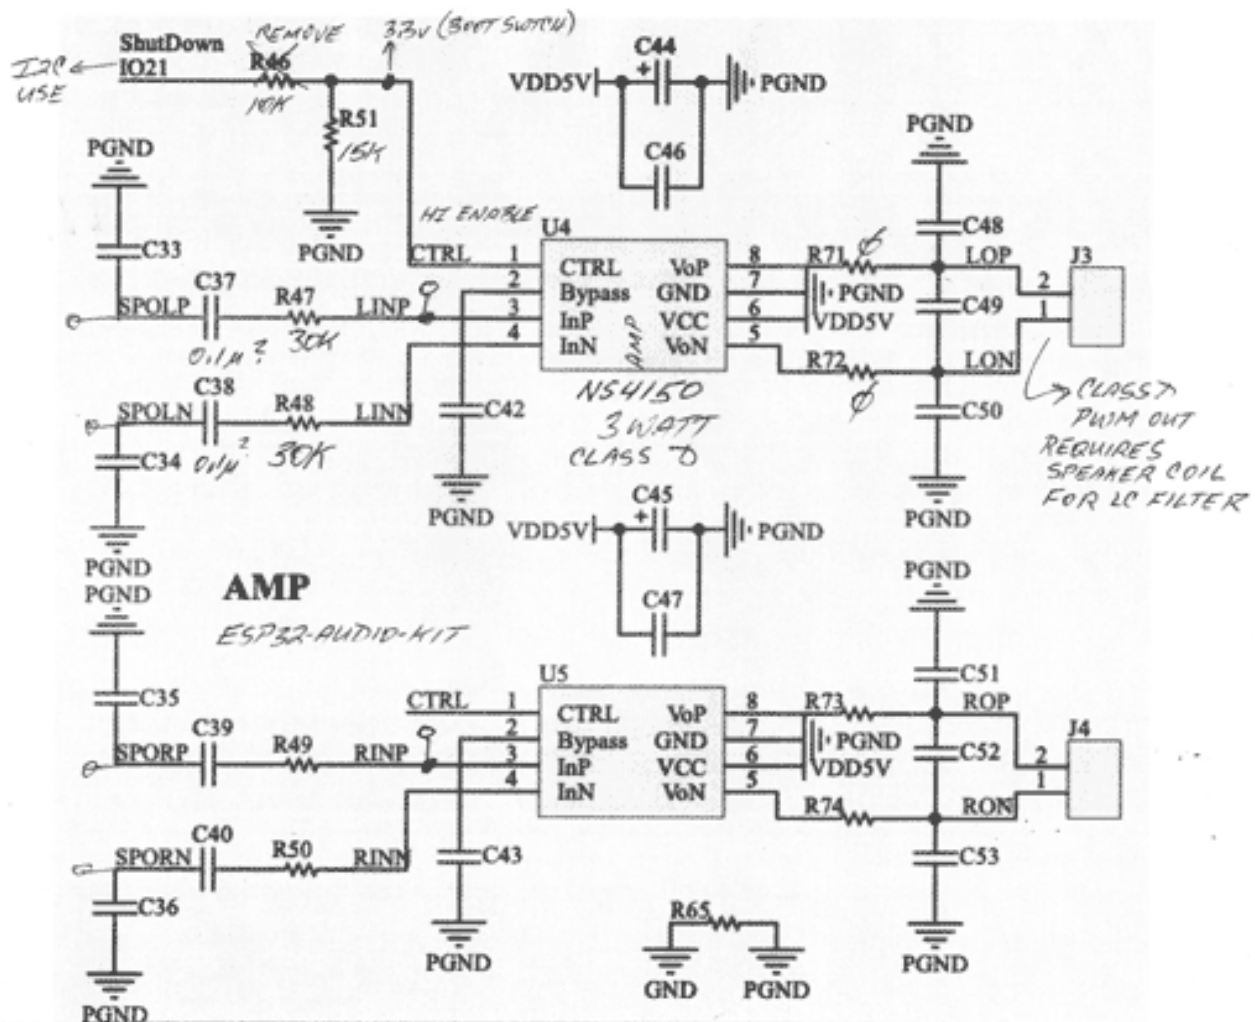 REMOVE
3.3V (BOOT SWTCH)
ShutDown
I2C USE
IO21
R46
10K
R51
15K
PGND
HI ENABLE
PGND
C33
SPOLP
C37
0.1µ ?
R47
30K
LINP
CTRL
SPOLN
C38
0.1µ ?
R48
30K
LINN
C34
PGND
C42
PGND
VDD5V
C44
+
PGND
C46
U4
1
2
3
4
CTRL
Bypass
InP
InN
VoP
GND
VCC
VoN
AMP
8
7
6
5
NS4150
3 WATT
CLASS D
R71
PGND
VDD5V
R72
PGND
C48
LOP
C49
LON
C50
PGND
J3
2
1
CLASS D
PWM OUT
REQUIRES
SPEAKER COIL
FOR LC FILTER
VDD5V
C45
+
PGND
C47
AMP
ESP32-AUDIO-KIT
PGND
C35
SPORP
C39
R49
RINP
CTRL
SPORN
C40
R50
RINN
C36
PGND
C43
PGND
U5
1
2
3
4
CTRL
Bypass
InP
InN
VoP
GND
VCC
VoN
8
7
6
5
R73
PGND
VDD5V
R74
PGND
C51
ROP
C52
RON
C53
PGND
J4
2
1
R65
GND
PGND